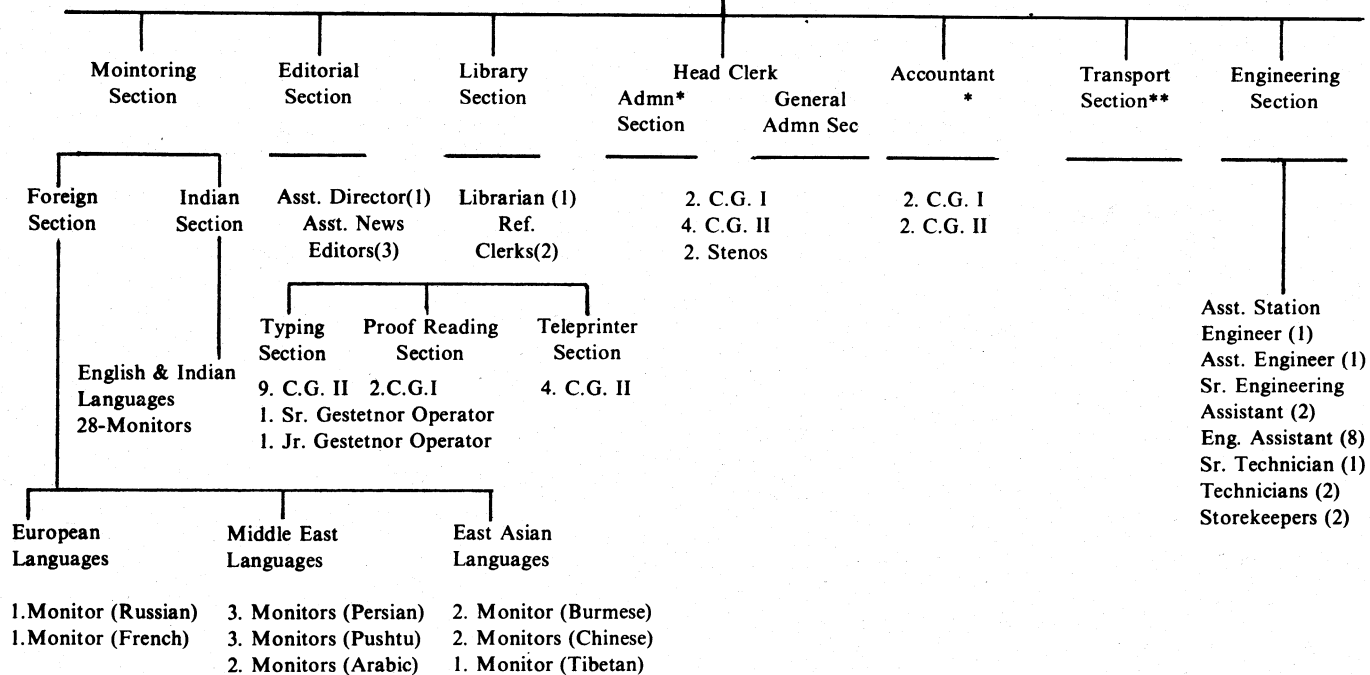 Mointoring
Section
Editorial
Section
Library
Section
Head Clerk
Admn*
Section
General
Admn Sec
Accountant
*
Transport
Section**
Engineering
Section
Foreign
Section
Indian
Section
Asst. Director(1)
Asst. News
Editors(3)
Librarian (1)
Ref.
Clerks(2)
2. C.G. I
4. C.G. II
2. Stenos
2. C.G. I
2. C.G. II
Typing
Section
Proof Reading
Section
Teleprinter
Section
9. C.G. II
2.C.G.I
4. C.G. II
1. Sr. Gestetnor Operator
1. Jr. Gestetnor Operator
English & Indian
Languages
28-Monitors
Asst. Station
Engineer (1)
Asst. Engineer (1)
Sr. Engineering
Assistant (2)
Eng. Assistant (8)
Sr. Technician (1)
Technicians (2)
Storekeepers (2)
European
Languages
Middle East
Languages
East Asian
Languages
1.Monitor (Russian)
1.Monitor (French)
3. Monitors (Persian)
3. Monitors (Pushtu)
2. Monitors (Arabic)
2. Monitor (Burmese)
2. Monitors (Chinese)
1. Monitor (Tibetan)